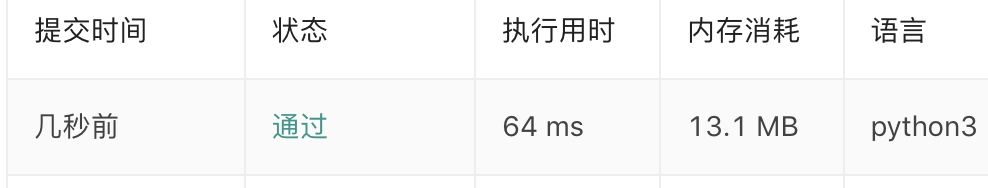 提交时间 状态 执行用时 内存消耗 语言
几秒前 通过 64 ms 13.1 MB python3